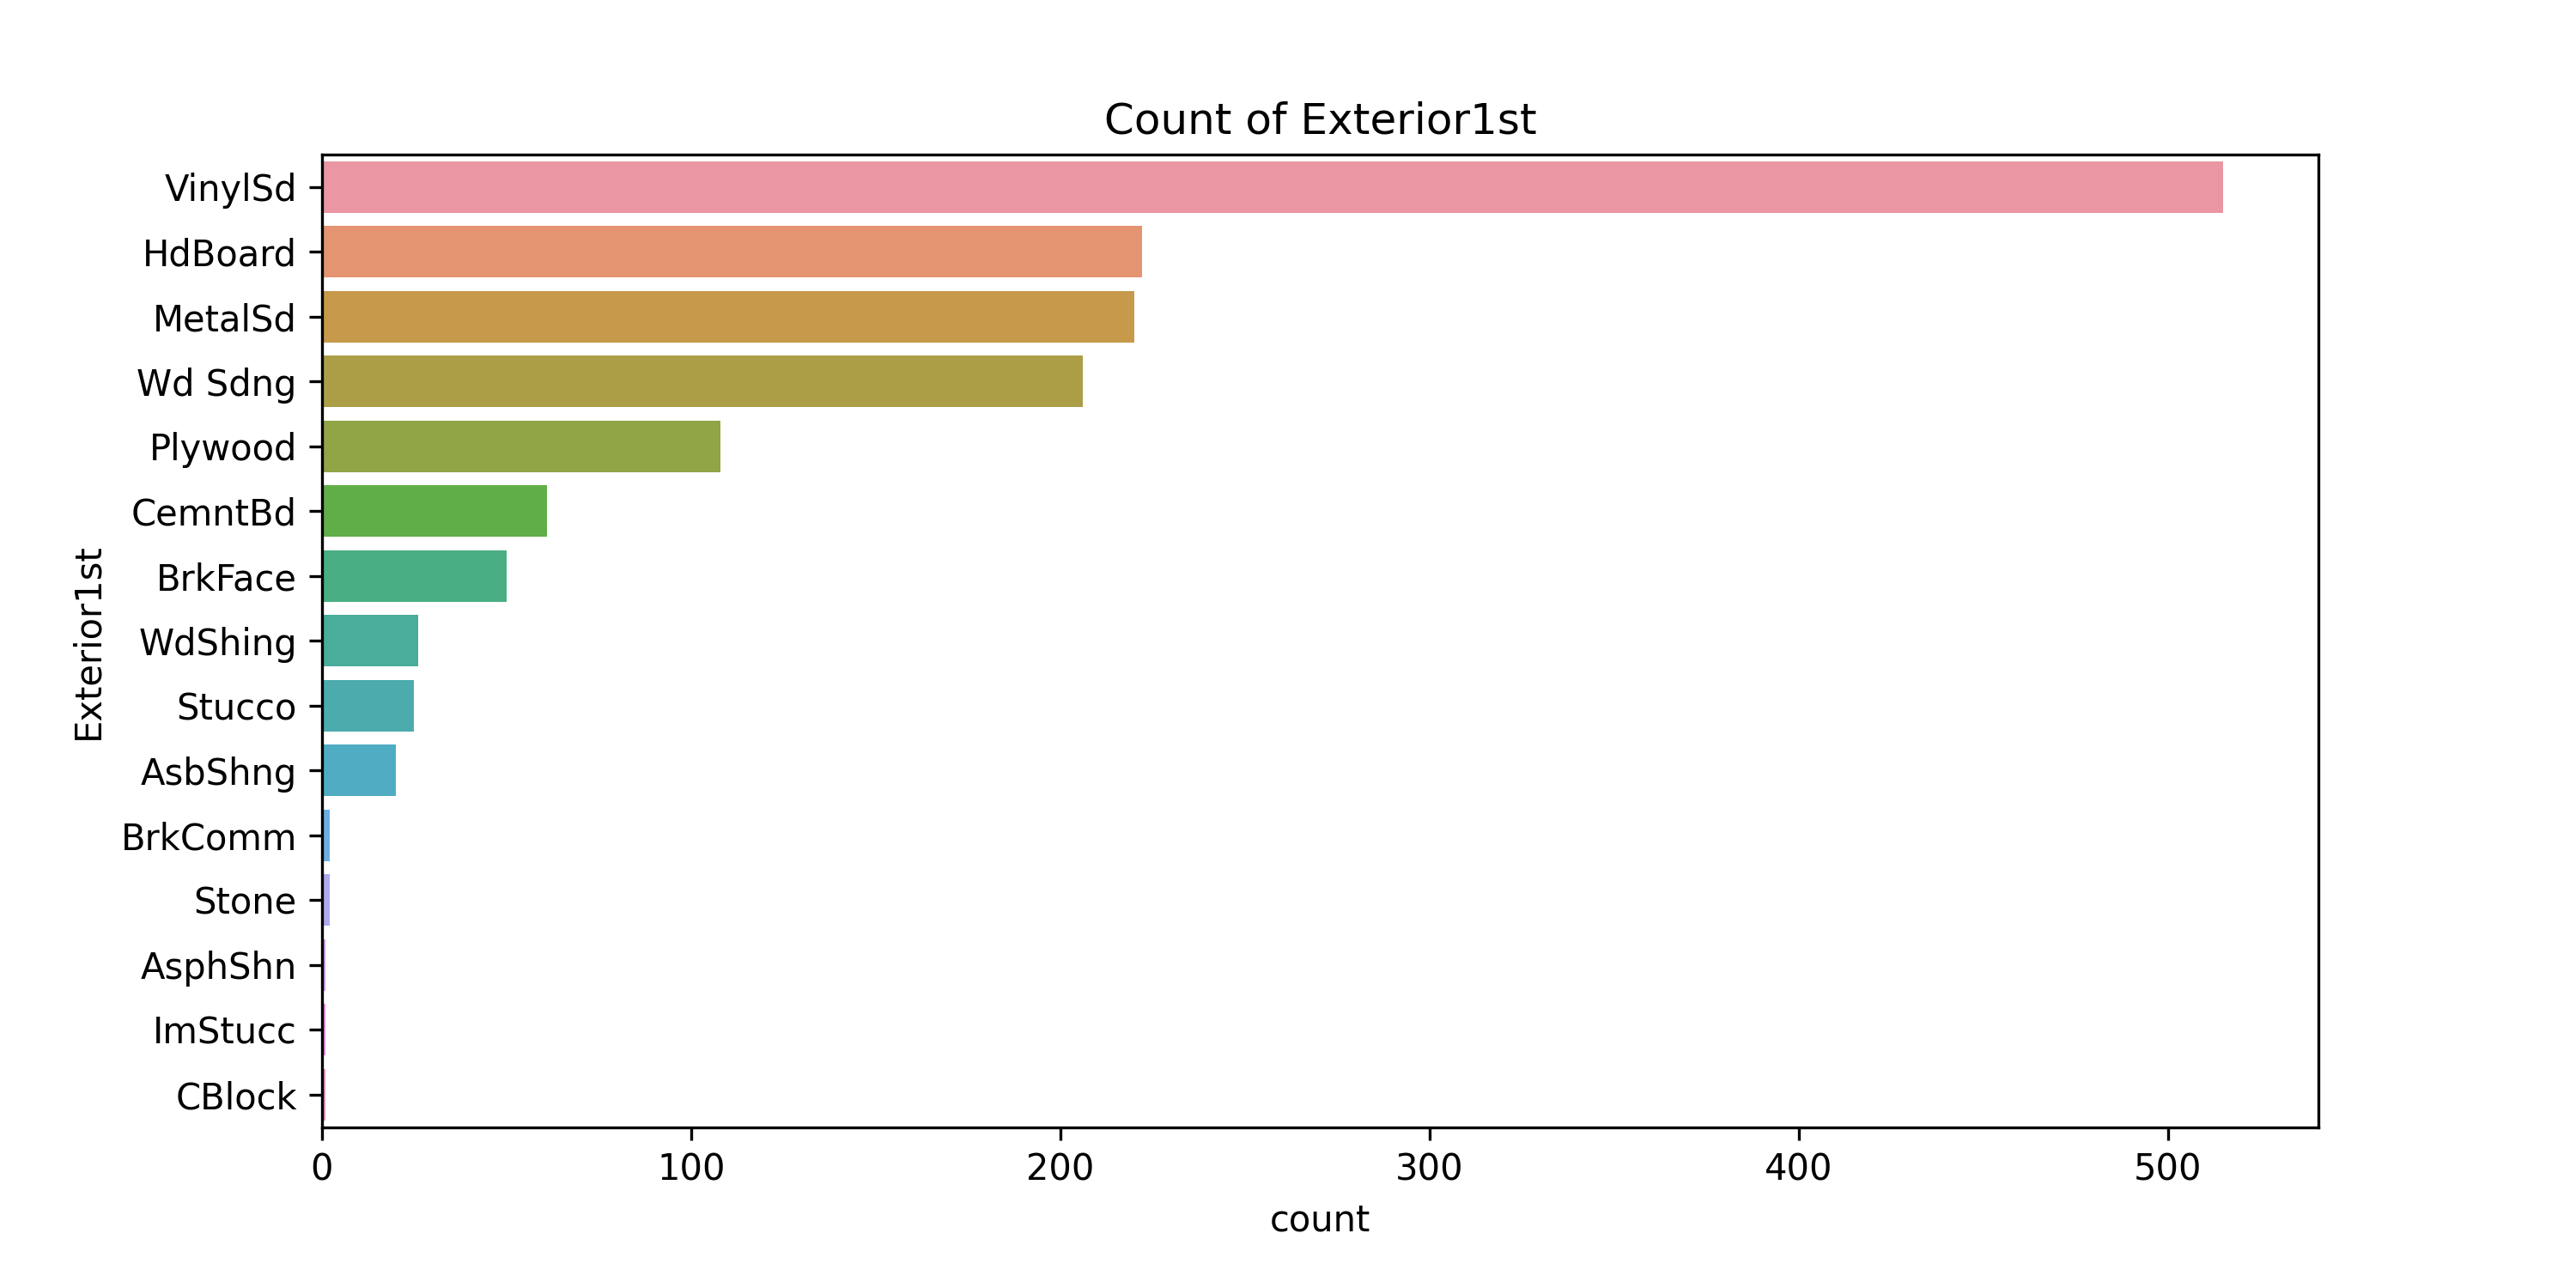 Count of Exterior1st
Exterior1st
VinylSd
HdBoard
MetalSd
Wd Sdng
Plywood
CemntBd
BrkFace
WdShing
Stucco
AsbShng
BrkComm
Stone
AsphShn
ImStucc
CBlock
0 100 200 300 400 500
count